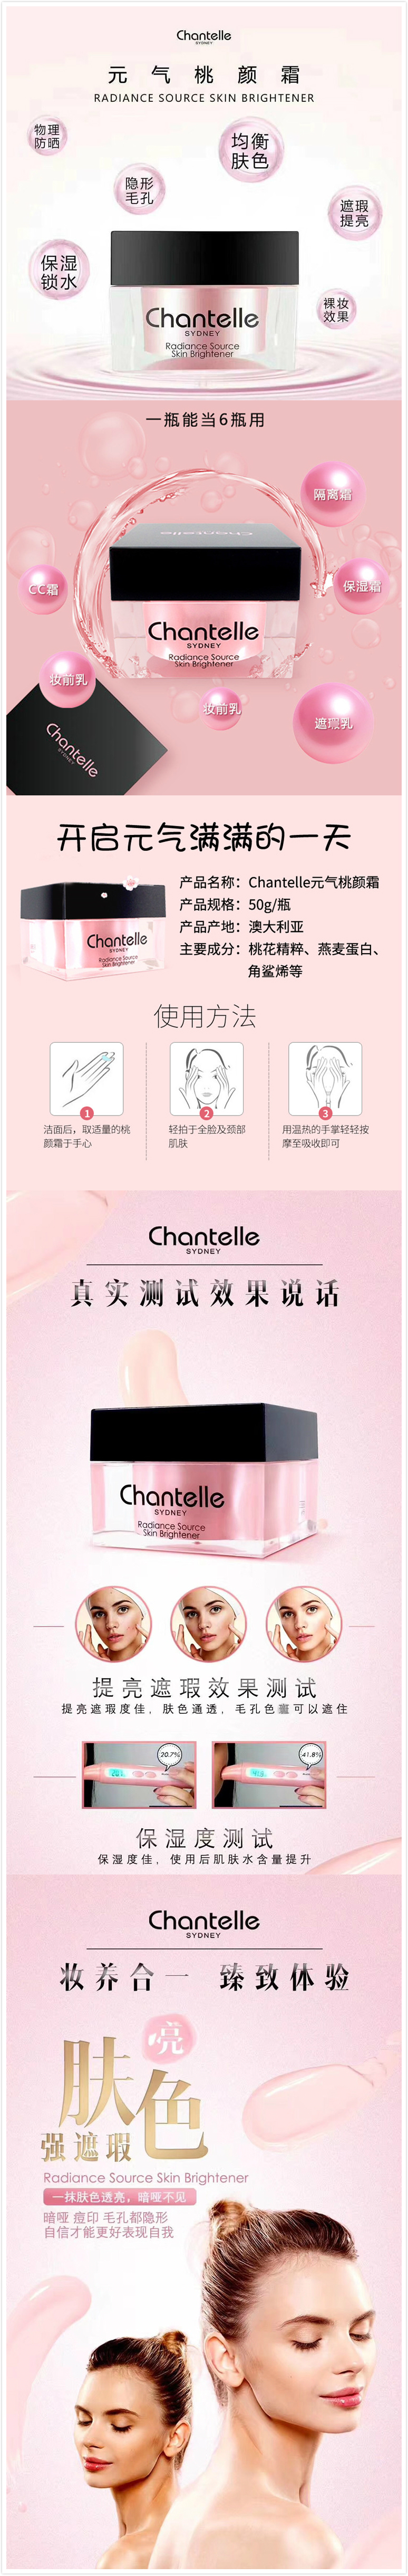 Chantelle
SYDNEY
元气桃颜霜
RADIANCE SOURCE SKIN BRIGHTENER
物理
防晒
均衡
肤色
隐形
毛孔
遮瑕
提亮
保湿
锁水
裸妆
效果
Chantelle
SYDNEY
Radiance Source
Skin Brightener
一瓶能当6瓶用
隔离霜
Chantelle
CC霜
保湿霜
Chantelle
SYDNEY
Radiance Source
Skin Brightener
妆前乳
妆前乳
遮瑕乳
Chantelle
SYDNEY
开启元气满满的一天
产品名称：Chantelle元气桃颜霜
产品规格：50g/瓶
产品产地：澳大利亚
主要成分：桃花精粹、燕麦蛋白、
角鲨烯等
Chantelle
SYDNEY
Radiance Source
Skin Brightener
使用方法
1
2
3
洁面后，取适量的桃
颜霜于手心
轻拍于全脸及颈部
肌肤
用温热的手掌轻轻按
摩至吸收即可
Chantelle
SYDNEY
真实测试效果说话
Chantelle
SYDNEY
Radiance Source
Skin Brightener
提亮遮瑕效果测试
提亮遮瑕度佳，肤色通透，毛孔色可以遮住
20.7%
41.8%
保湿度测试
保湿度佳，使用后肌肤水含量提升
Chantelle
SYDNEY
妆养合一 臻致体验
亮
肤色
强遮瑕
Radiance Source Skin Brightener
一抹肤色透亮，暗哑不见
暗哑 痘印 毛孔都隐形
自信才能更好表现自我